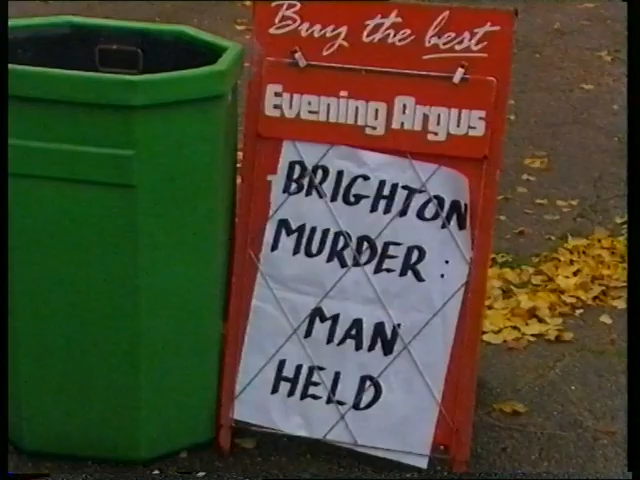 Buy the best
Evening Argus
BRIGHTON
MURDER:
MAN
HELD